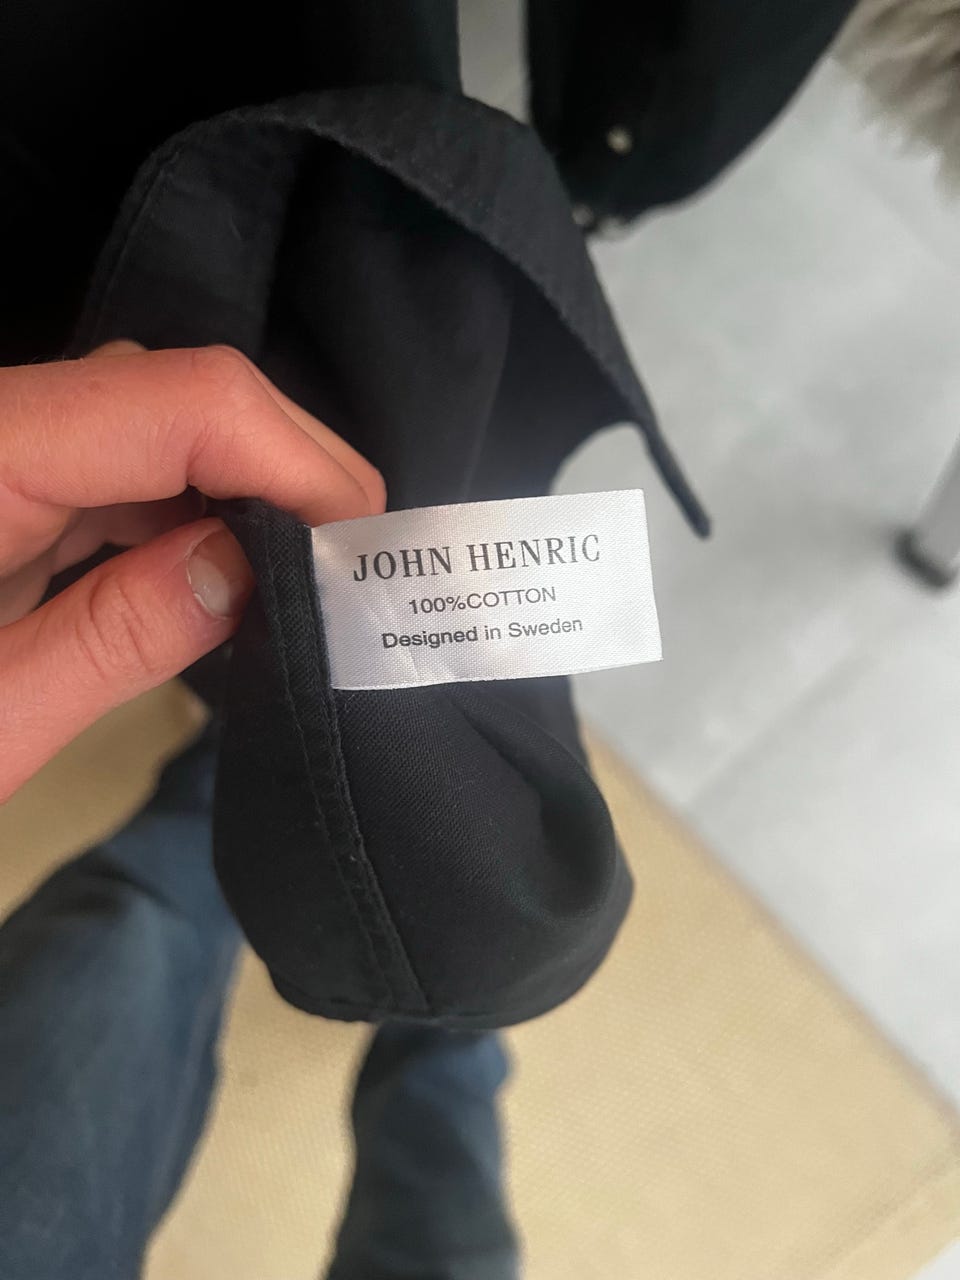 JOHN HENRIC
100%COTTON
Designed in Sweden